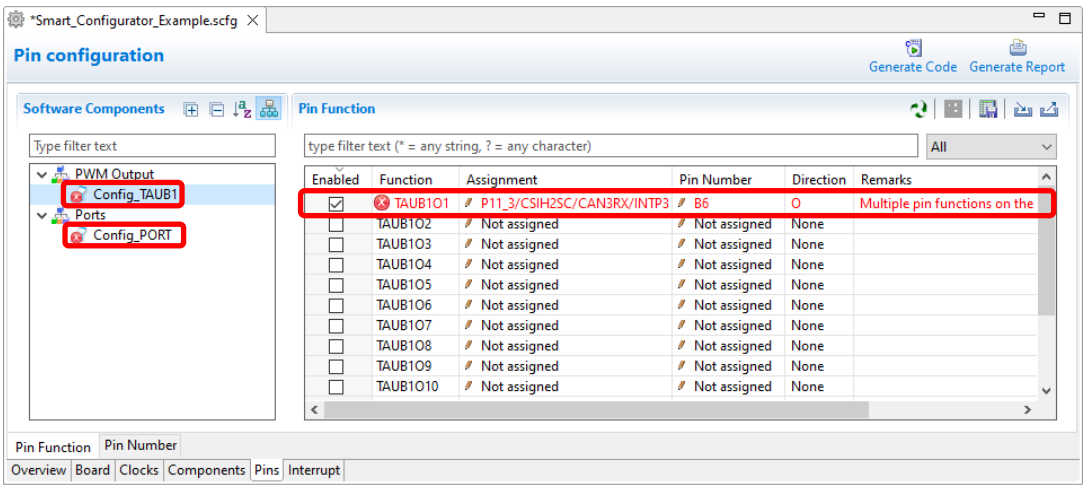 *Smart_Configurator_Example.scfg
Pin configuration
Generate Code Generate Report
Software Components
Pin Function
Type filter text
type filter text (* = any string, ? = any character)
All
PWM Output
Config_TAUB1
Ports
Config_PORT
Enabled Function Assignment Pin Number Direction Remarks
TAUB1O1 P11_3/CSIH2SC/CAN3RX/INTP3 B6 O Multiple pin functions on the
TAUB1O2 Not assigned Not assigned None
TAUB1O3 Not assigned Not assigned None
TAUB1O4 Not assigned Not assigned None
TAUB1O5 Not assigned Not assigned None
TAUB1O6 Not assigned Not assigned None
TAUB1O7 Not assigned Not assigned None
TAUB1O8 Not assigned Not assigned None
TAUB1O9 Not assigned Not assigned None
TAUB1O10 Not assigned Not assigned None
Pin Function Pin Number
Overview Board Clocks Components Pins Interrupt